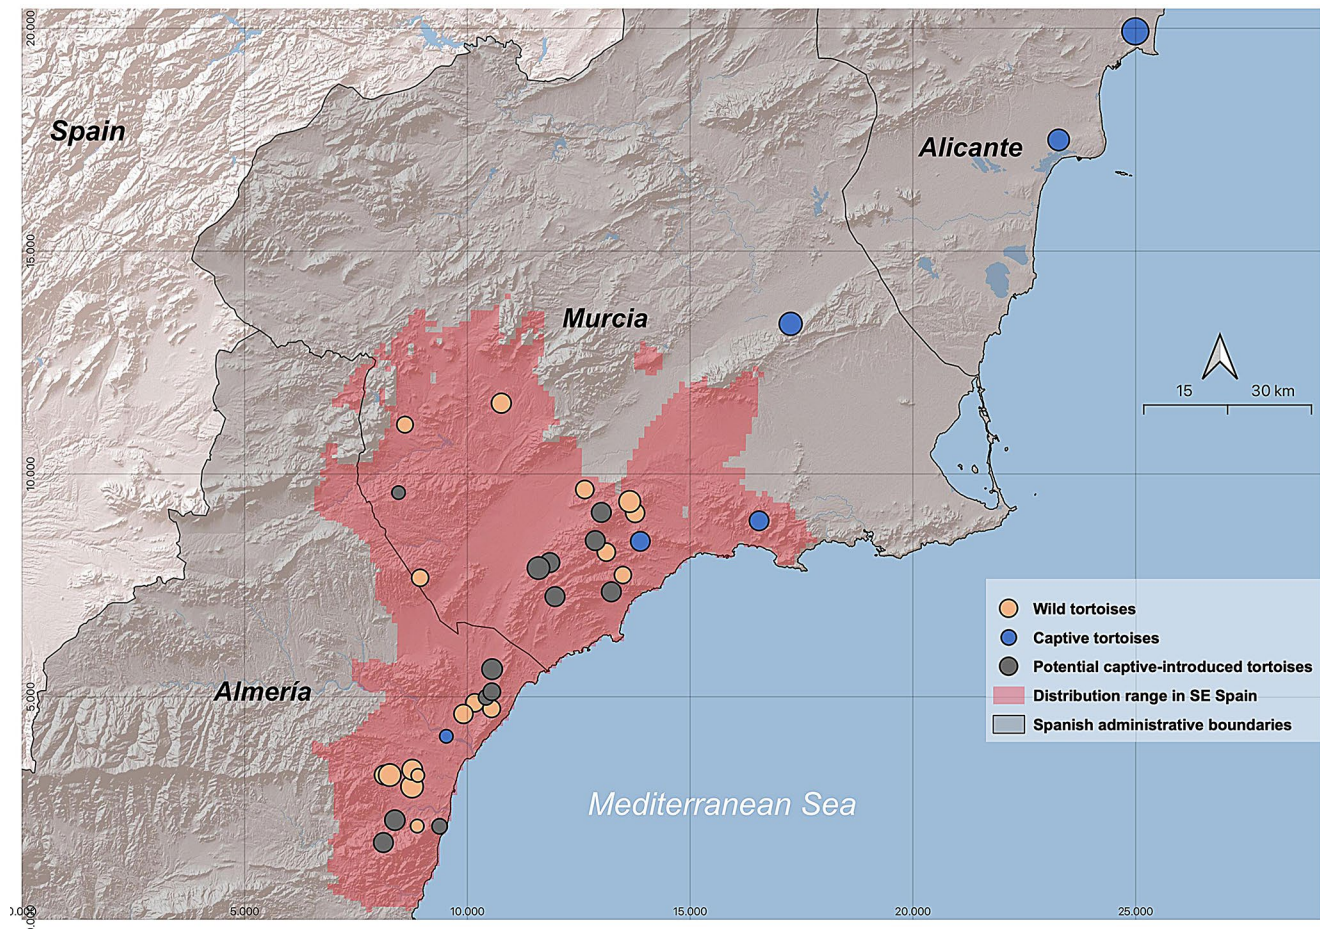 20.000
Spain
Alicante
15.000
Murcia
15 30 km
10.000
Wild tortoises
Captive tortoises
Potential captive-introduced tortoises
Distribution range in SE Spain
Spanish administrative boundaries
Almería
5.000
Mediterranean Sea
5.000 10.000 15.000 20.000 25.000